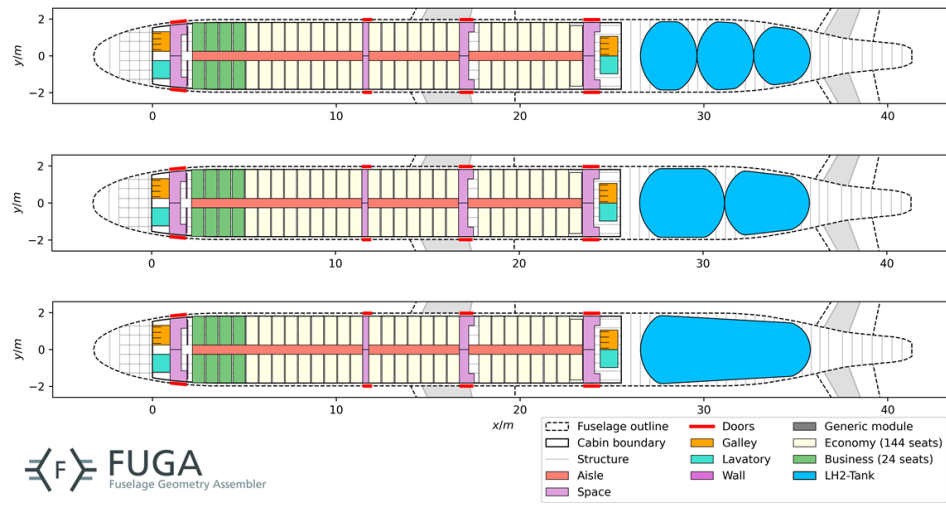 2
0
−2
y/m
0
10
20
30
40
2
0
−2
y/m
0
10
20
30
40
2
0
−2
y/m
0
10
20
30
40
x/m
Fuselage outline
Cabin boundary
Structure
Aisle
Space
Doors
Galley
Lavatory
Wall
Generic module
Economy (144 seats)
Business (24 seats)
LH2-Tank
F
FUGA
Fuselage Geometry Assembler